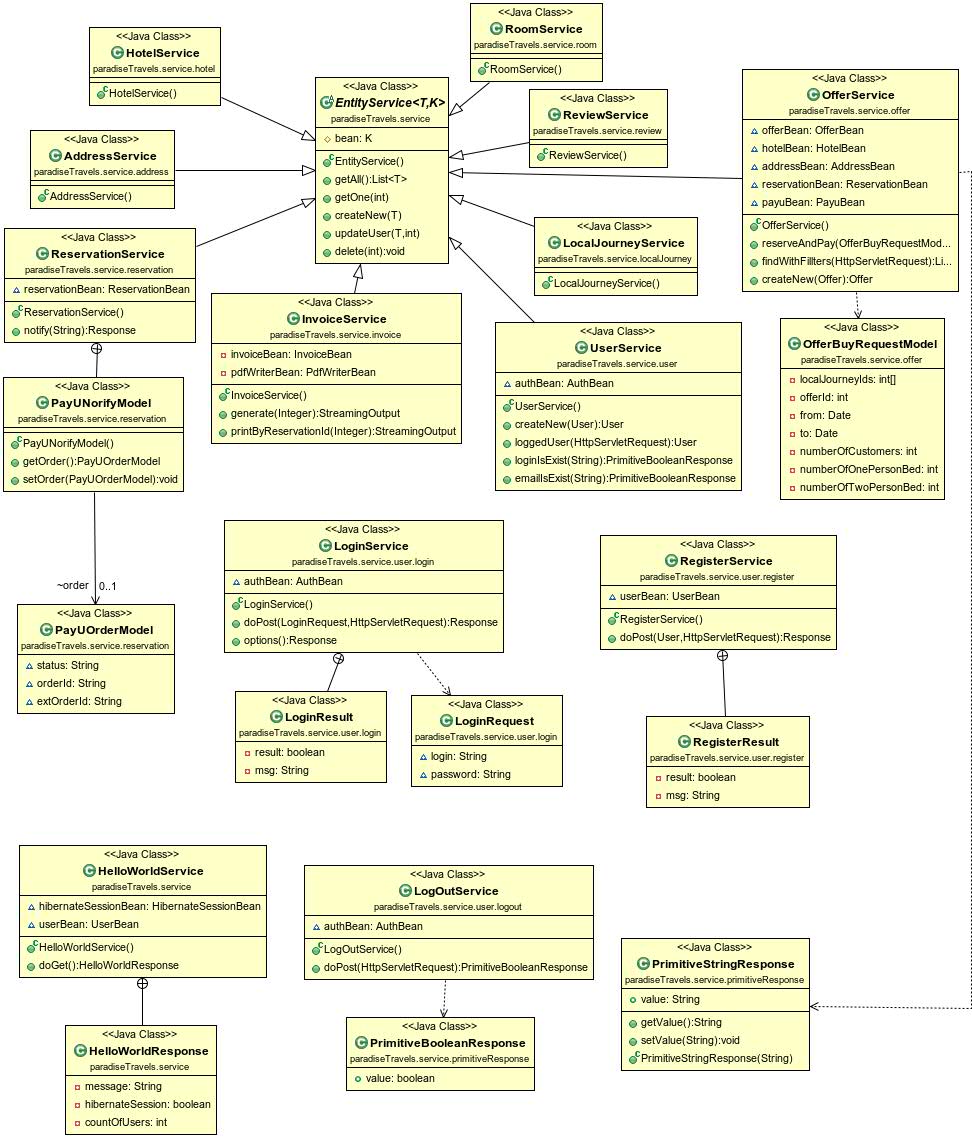 <<Java Class>>
HotelService
paradiseTravels.service.hotel
HotelService()
<<Java Class>>
RoomService
paradiseTravels.service.room
RoomService()
<<Java Class>>
EntityService<T,K>
paradiseTravels.service
bean: K
EntityService()
getAll():List<T>
getOne(int)
createNew(T)
updateUser(T,int)
delete(int):void
<<Java Class>>
ReviewService
paradiseTravels.service.review
ReviewService()
<<Java Class>>
OfferService
paradiseTravels.service.offer
offerBean: OfferBean
hotelBean: HotelBean
addressBean: AddressBean
reservationBean: ReservationBean
payuBean: PayuBean
OfferService()
reserveAndPay(OfferBuyRequestMod...
findWithFillters(HttpServletRequest):Li...
createNew(Offer):Offer
<<Java Class>>
AddressService
paradiseTravels.service.address
AddressService()
<<Java Class>>
ReservationService
paradiseTravels.service.reservation
reservationBean: ReservationBean
ReservationService()
notify(String):Response
<<Java Class>>
LocalJourneyService
paradiseTravels.service.localJourney
LocalJourneyService()
<<Java Class>>
InvoiceService
paradiseTravels.service.invoice
invoiceBean: InvoiceBean
pdfWriterBean: PdfWriterBean
InvoiceService()
generate(Integer):StreamingOutput
printByReservationId(Integer):StreamingOutput
<<Java Class>>
UserService
paradiseTravels.service.user
authBean: AuthBean
UserService()
createNew(User):User
loggedUser(HttpServletRequest):User
loginIsExist(String):PrimitiveBooleanResponse
emailIsExist(String):PrimitiveBooleanResponse
<<Java Class>>
OfferBuyRequestModel
paradiseTravels.service.offer
localJourneyIds: int[]
offerId: int
from: Date
to: Date
numberOfCustomers: int
numberOfOnePersonBed: int
numberOfTwoPersonBed: int
<<Java Class>>
PayUNorifyModel
paradiseTravels.service.reservation
PayUNorifyModel()
getOrder():PayUOrderModel
setOrder(PayUOrderModel):void
~order 0..1
<<Java Class>>
PayUOrderModel
paradiseTravels.service.reservation
status: String
orderId: String
extOrderId: String
<<Java Class>>
LoginService
paradiseTravels.service.user.login
authBean: AuthBean
LoginService()
doPost(LoginRequest,HttpServletRequest):Response
options():Response
<<Java Class>>
RegisterService
paradiseTravels.service.user.register
userBean: UserBean
RegisterService()
doPost(User,HttpServletRequest):Response
<<Java Class>>
LoginResult
paradiseTravels.service.user.login
result: boolean
msg: String
<<Java Class>>
LoginRequest
paradiseTravels.service.user.login
login: String
password: String
<<Java Class>>
RegisterResult
paradiseTravels.service.user.register
result: boolean
msg: String
<<Java Class>>
HelloWorldService
paradiseTravels.service
hibernateSessionBean: HibernateSessionBean
userBean: UserBean
HelloWorldService()
doGet():HelloWorldResponse
<<Java Class>>
LogOutService
paradiseTravels.service.user.logout
authBean: AuthBean
LogOutService()
doPost(HttpServletRequest):PrimitiveBooleanResponse
<<Java Class>>
PrimitiveStringResponse
paradiseTravels.service.primitiveResponse
value: String
getValue():String
setValue(String):void
PrimitiveStringResponse(String)
<<Java Class>>
HelloWorldResponse
paradiseTravels.service
message: String
hibernateSession: boolean
countOfUsers: int
<<Java Class>>
PrimitiveBooleanResponse
paradiseTravels.service.primitiveResponse
value: boolean